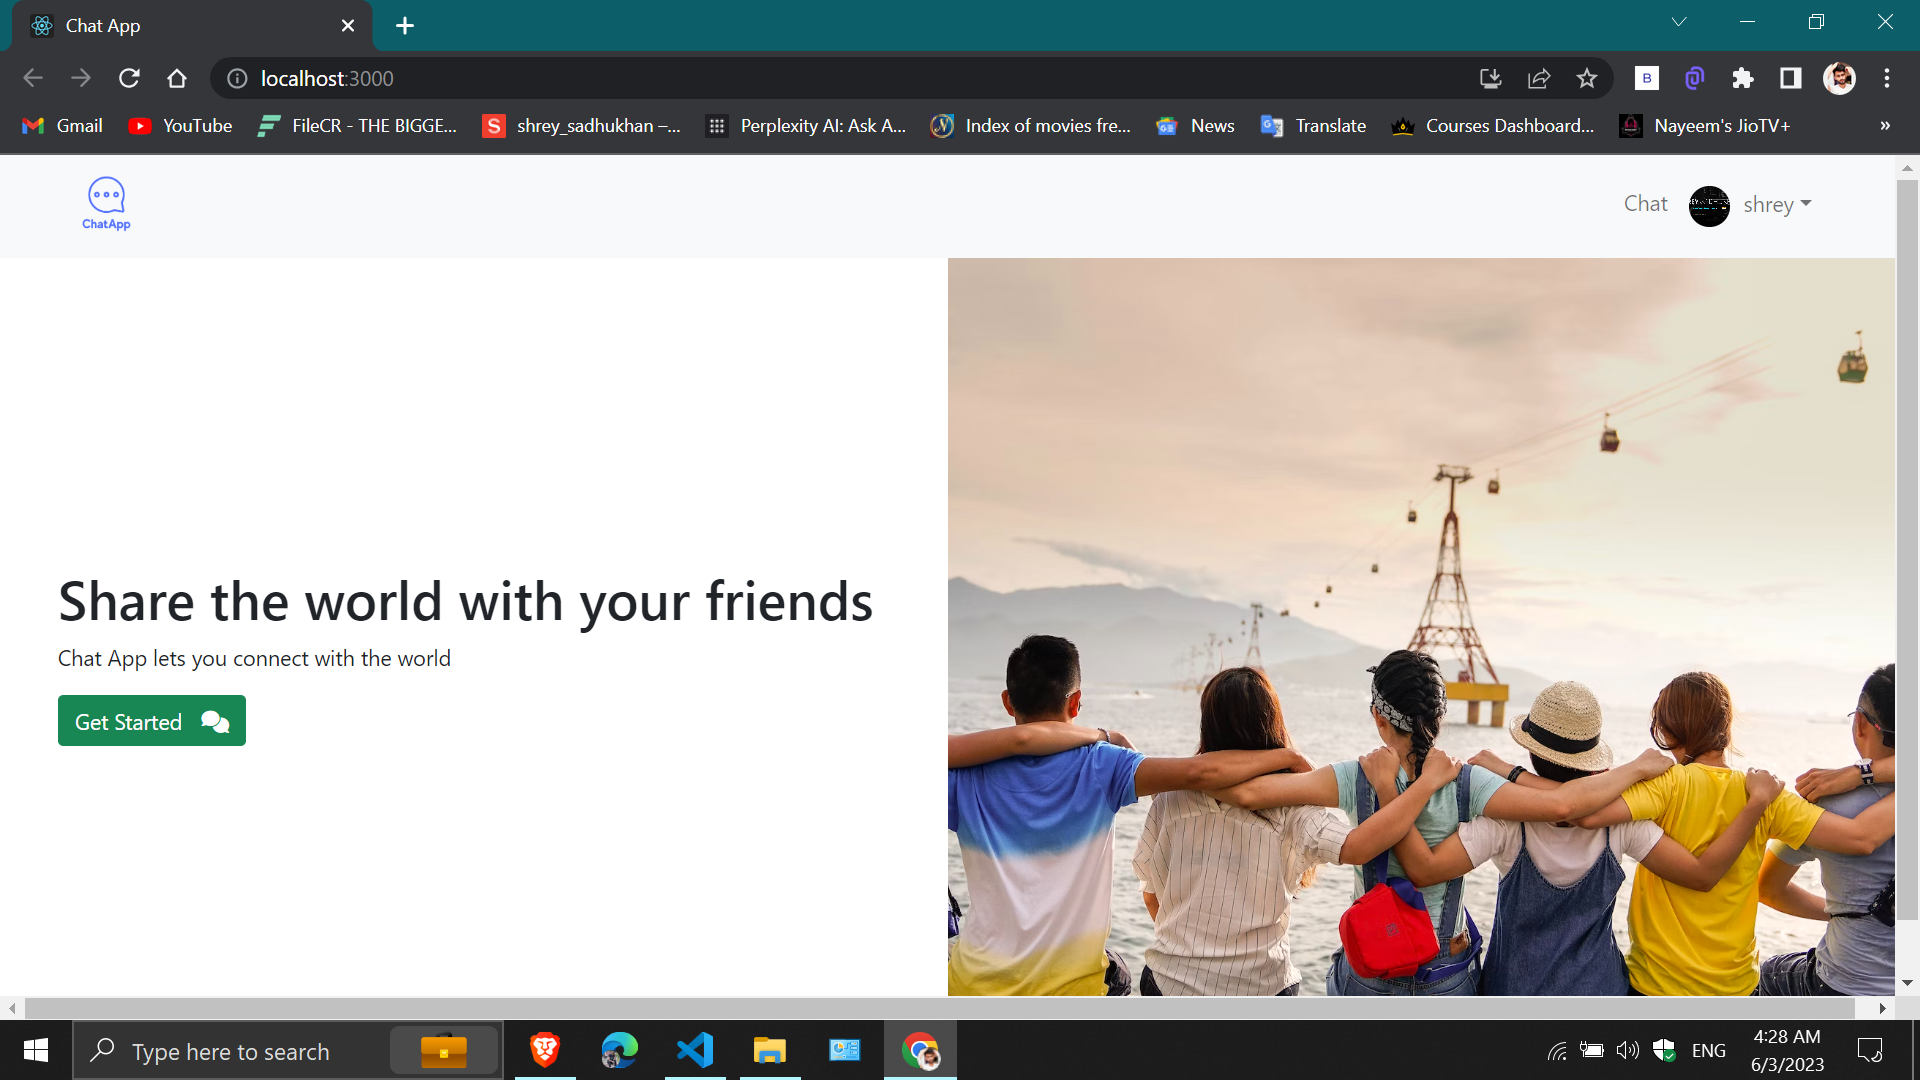 Chat App
localhost:3000
Gmail
YouTube
FileCR - THE BIGGE...
S
shrey_sadhukhan –...
Perplexity AI: Ask A...
Index of movies fre...
News
Translate
Courses Dashboard...
Nayeem's JioTV+
»
B
ChatApp
Chat
shrey
Share the world with your friends
Chat App lets you connect with the world
Get Started
Type here to search
ENG
4:28 AM
6/3/2023